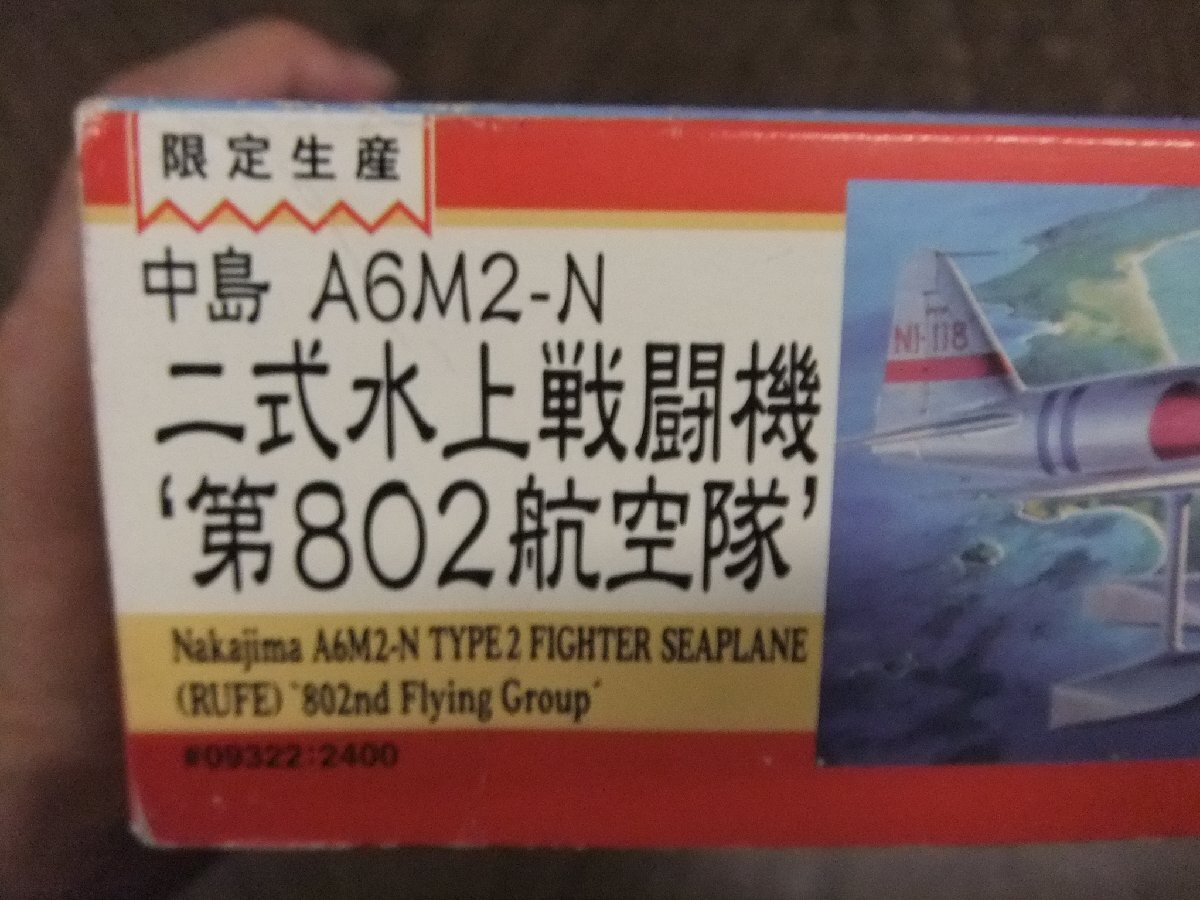 限定生産
中島 A6M2-N
二式水上戦闘機
‘第802航空隊’
Nakajima A6M2-N TYPE 2 FIGHTER SEAPLANE
(RUFE) `802nd Flying Group´
#09322:2400
N1-118